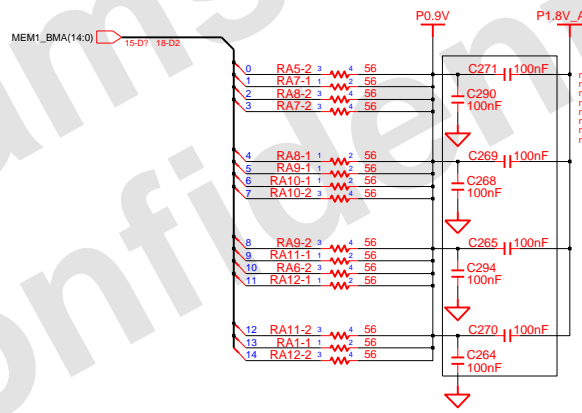 P0.9V P1.8V_A
MEM1_BMA(14:0) 15-D? 18-D2
0 RA5-2 3 4 56 C271 100nF
1 RA7-1 1 2 56
2 RA8-2 3 4 56 C290
3 RA7-2 3 4 56 100nF
4 RA8-1 1 2 56 C269 100nF
5 RA9-1 1 2 56
6 RA10-1 1 2 56 C268
7 RA10-2 3 4 56 100nF
8 RA9-2 3 4 56 C265 100nF
9 RA11-1 1 2 56
10 RA6-2 3 4 56 C294
11 RA12-1 1 2 56 100nF
12 RA11-2 3 4 56 C270 100nF
13 RA1-1 1 2 56
14 RA12-2 3 4 56 C264
100nF